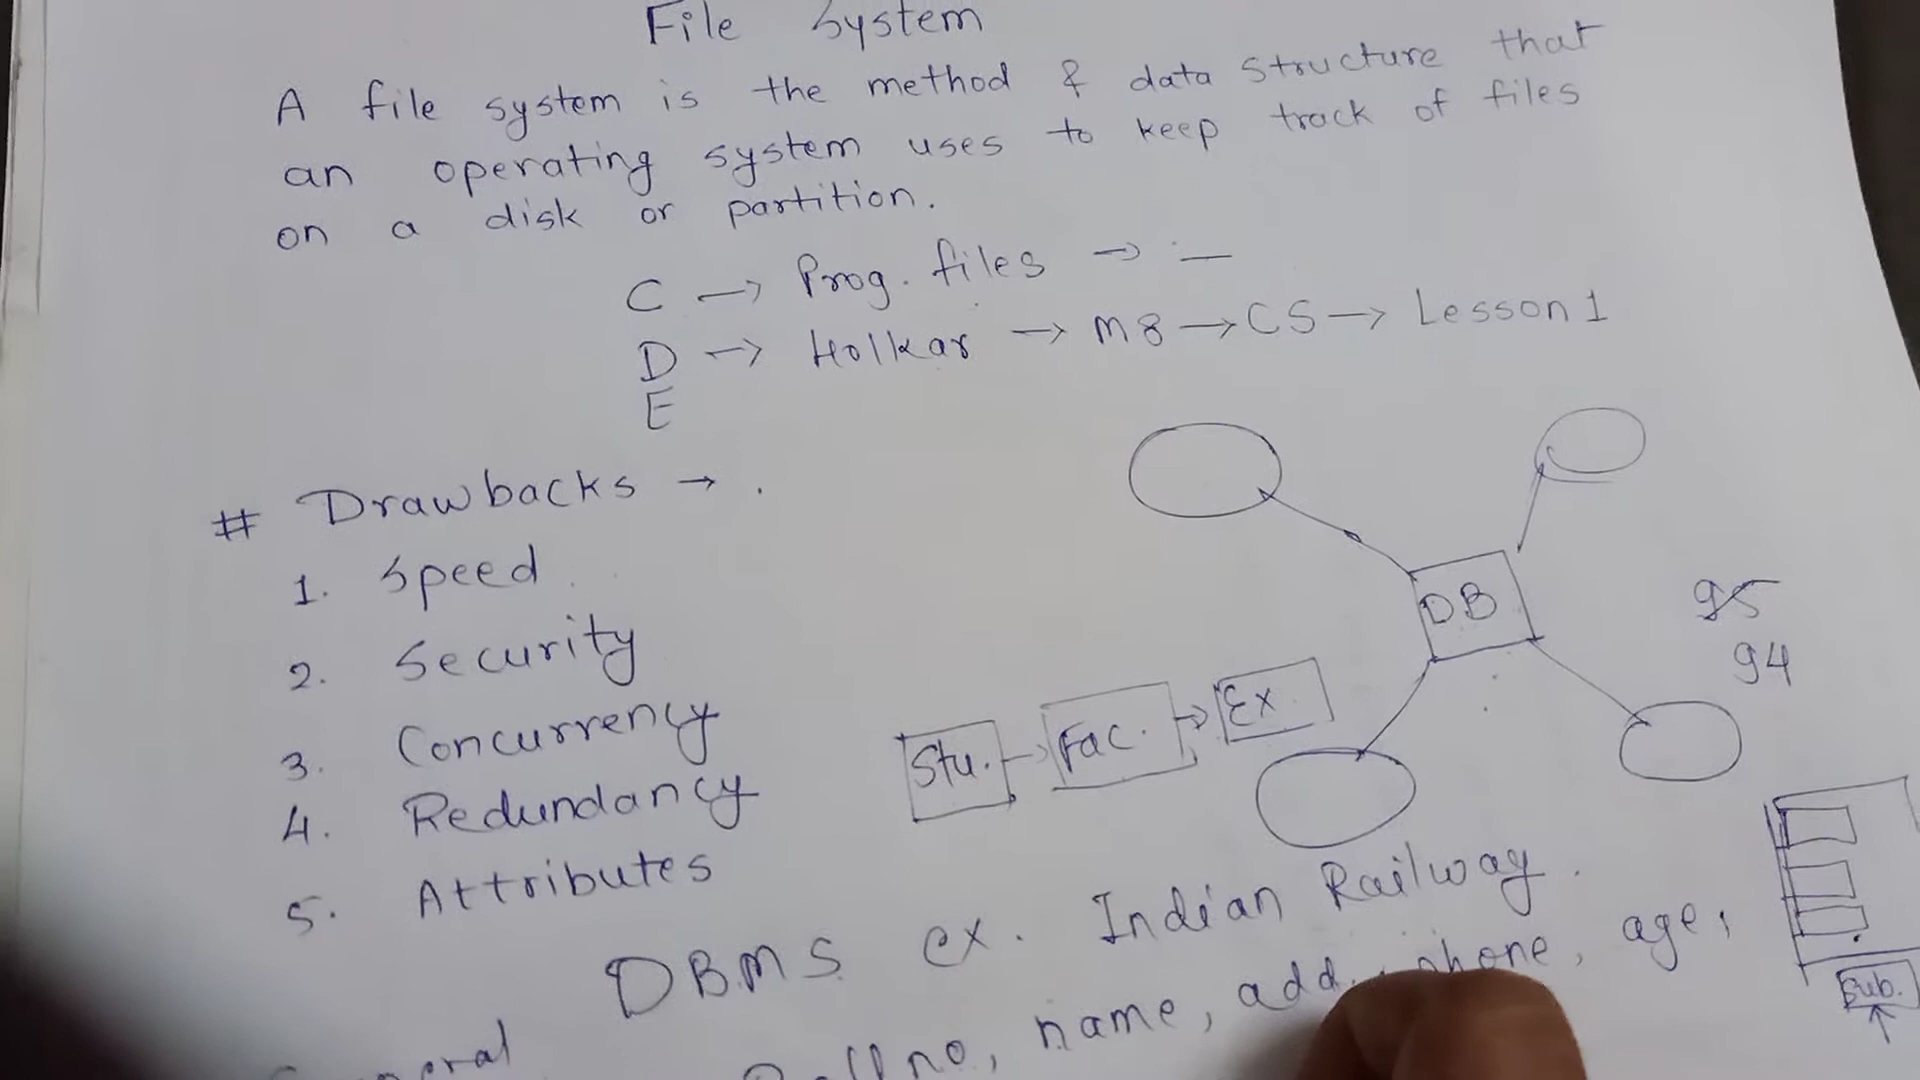 File System
A file system is the method & data structure that
an operating system uses to keep track of files
on a disk or partition.
C → Prog. files → —
D → Holkar → M8 → CS → Lesson 1
E
# Drawbacks →
1. Speed
2. Security
3. Concurrency
4. Redundancy
5. Attributes
DB
95
94
Stu. → Fac. → Ex.
DBMS ex. Indian Railway.
no, name, add. phone, age,
Sub.